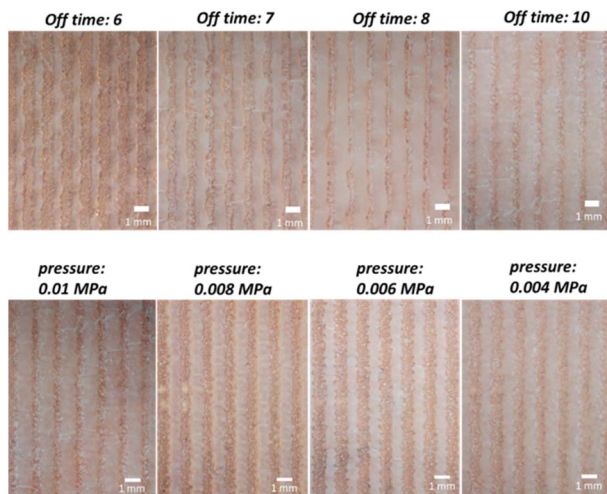 Off time: 6
Off time: 7
Off time: 8
Off time: 10
1 mm
1 mm
1 mm
1 mm
pressure:
0.01 MPa
pressure:
0.008 MPa
pressure:
0.006 MPa
pressure:
0.004 MPa
1 mm
1 mm
1 mm
1 mm